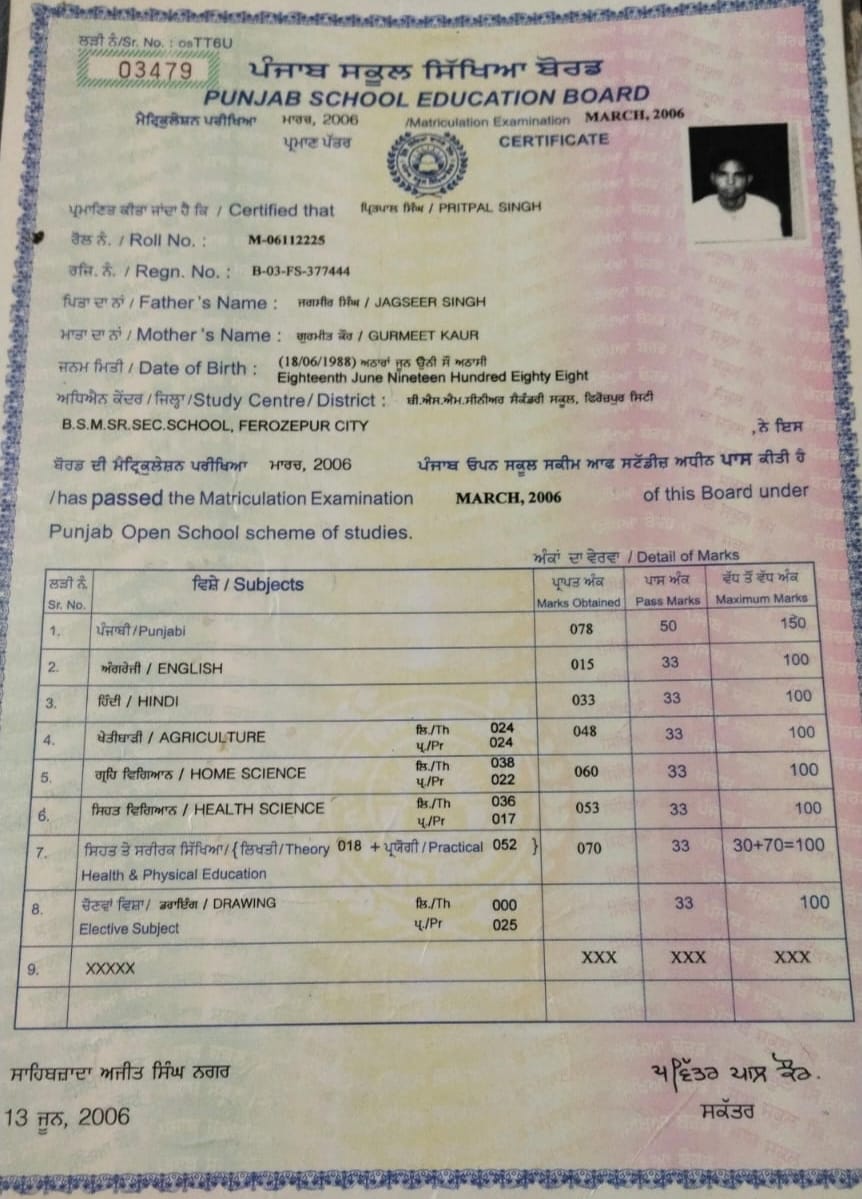 ਲੜੀ ਨੰ/Sr. No. : osTT6U
03479
ਪੰਜਾਬ ਸਕੂਲ ਸਿੱਖਿਆ ਬੋਰਡ
PUNJAB SCHOOL EDUCATION BOARD
ਮੈਟ੍ਰਿਕੁਲੇਸ਼ਨ ਪਰੀਖਿਆ ਮਾਰਚ, 2006 /Matriculation Examination MARCH, 2006
ਪ੍ਰਮਾਣ ਪੱਤਰ CERTIFICATE
ਪ੍ਰਮਾਣਿਤ ਕੀਤਾ ਜਾਂਦਾ ਹੈ ਕਿ / Certified that ਪ੍ਰਿਤਪਾਲ ਸਿੰਘ / PRITPAL SINGH
ਰੋਲ ਨੰ. / Roll No. : M-06112225
ਰਜਿ. ਨੰ. / Regn. No. : B-03-FS-377444
ਪਿਤਾ ਦਾ ਨਾਂ / Father's Name : ਜਗਸੀਰ ਸਿੰਘ / JAGSEER SINGH
ਮਾਤਾ ਦਾ ਨਾਂ / Mother's Name : ਗੁਰਮੀਤ ਕੌਰ / GURMEET KAUR
ਜਨਮ ਮਿਤੀ / Date of Birth : (18/06/1988) ਅਠਾਰਾਂ ਜੂਨ ਉਨੀ ਸੌ ਅਠਾਸੀ
Eighteenth June Nineteen Hundred Eighty Eight
ਅਧਿਐਨ ਕੇਂਦਰ / ਜਿਲ੍ਹਾ /Study Centre/ District : ਬੀ.ਐਸ.ਐਮ.ਸੀਨੀਅਰ ਸੈਕੰਡਰੀ ਸਕੂਲ, ਫਿਰੋਜ਼ਪੁਰ ਸਿਟੀ
B.S.M.SR.SEC.SCHOOL, FEROZEPUR CITY ,ਨੇ ਇਸ
ਬੋਰਡ ਦੀ ਮੈਟ੍ਰਿਕੁਲੇਸ਼ਨ ਪਰੀਖਿਆ ਮਾਰਚ, 2006 ਪੰਜਾਬ ਓਪਨ ਸਕੂਲ ਸਕੀਮ ਆਫ ਸਟੱਡੀਜ਼ ਅਧੀਨ ਪਾਸ ਕੀਤੀ ਹੈ
/has passed the Matriculation Examination MARCH, 2006 of this Board under
Punjab Open School scheme of studies.
ਅੰਕਾਂ ਦਾ ਵੇਰਵਾ / Detail of Marks
ਲੜੀ ਨੰ. ਵਿਸ਼ੇ / Subjects ਪ੍ਰਾਪਤ ਅੰਕ ਪਾਸ ਅੰਕ ਵੱਧ ਤੋਂ ਵੱਧ ਅੰਕ
Sr. No. Marks Obtained Pass Marks Maximum Marks
1. ਪੰਜਾਬੀ/Punjabi 078 50 150
2. ਅੰਗਰੇਜ਼ੀ / ENGLISH 015 33 100
3. ਹਿੰਦੀ / HINDI 033 33 100
4. ਖੇਤੀਬਾੜੀ / AGRICULTURE ਲਿ./Th 024 048 33 100
ਪ੍ਰ./Pr 024
5. ਗ੍ਰਹਿ ਵਿਗਿਆਨ / HOME SCIENCE ਲਿ./Th 038 060 33 100
ਪ੍ਰ./Pr 022
6. ਸਿਹਤ ਵਿਗਿਆਨ / HEALTH SCIENCE ਲਿ./Th 036 053 33 100
ਪ੍ਰ./Pr 017
7. ਸਿਹਤ ਤੇ ਸਰੀਰਕ ਸਿੱਖਿਆ/{ਲਿਖਤੀ/Theory 018 +ਪ੍ਰਯੋਗੀ/Practical 052 } 070 33 30+70=100
Health & Physical Education
8. ਚੋਣਵਾਂ ਵਿਸ਼ਾ/ ਡਰਾਇੰਗ / DRAWING ਲਿ./Th 000 33 100
Elective Subject ਪ੍ਰ./Pr 025
9. XXXXX XXX XXX XXX
ਸਾਹਿਬਜ਼ਾਦਾ ਅਜੀਤ ਸਿੰਘ ਨਗਰ ਪਵਿੱਤਰ ਪਾਲ ਕੌਰ.
13 ਜੂਨ, 2006 ਸਕੱਤਰ